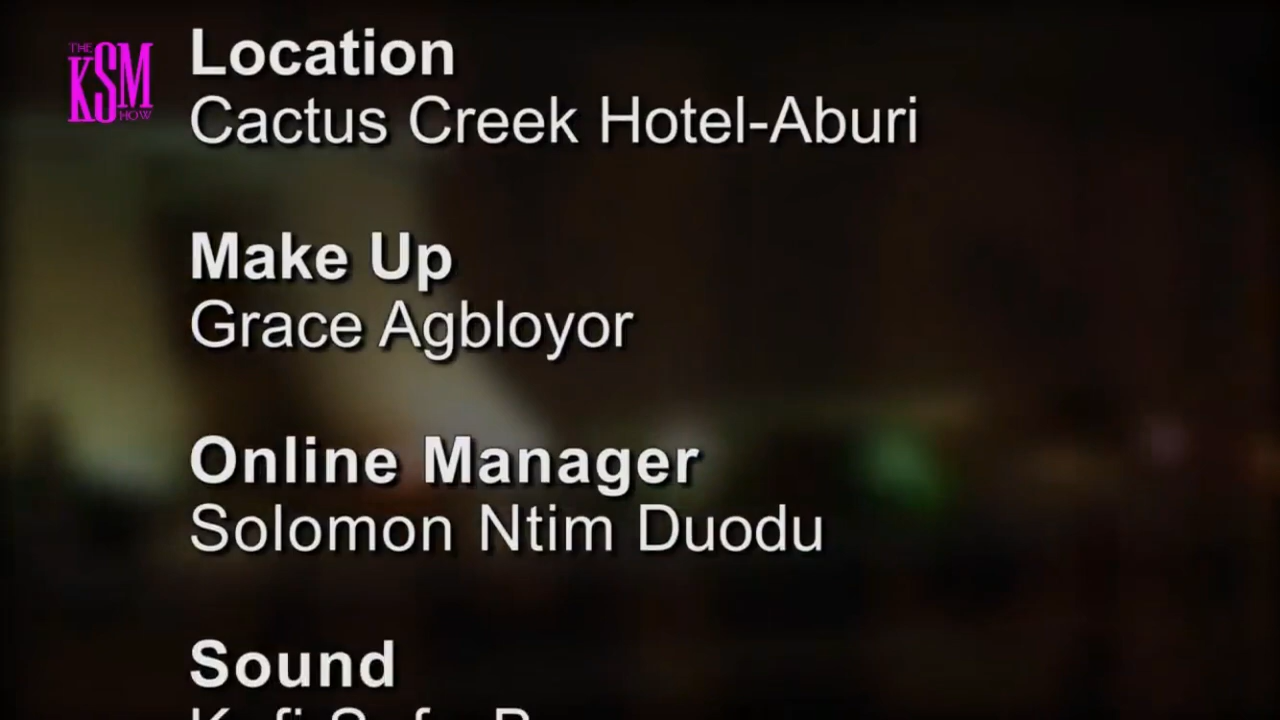 THE
KSM
SHOW
Location
Cactus Creek Hotel-Aburi
Make Up
Grace Agbloyor
Online Manager
Solomon Ntim Duodu
Sound